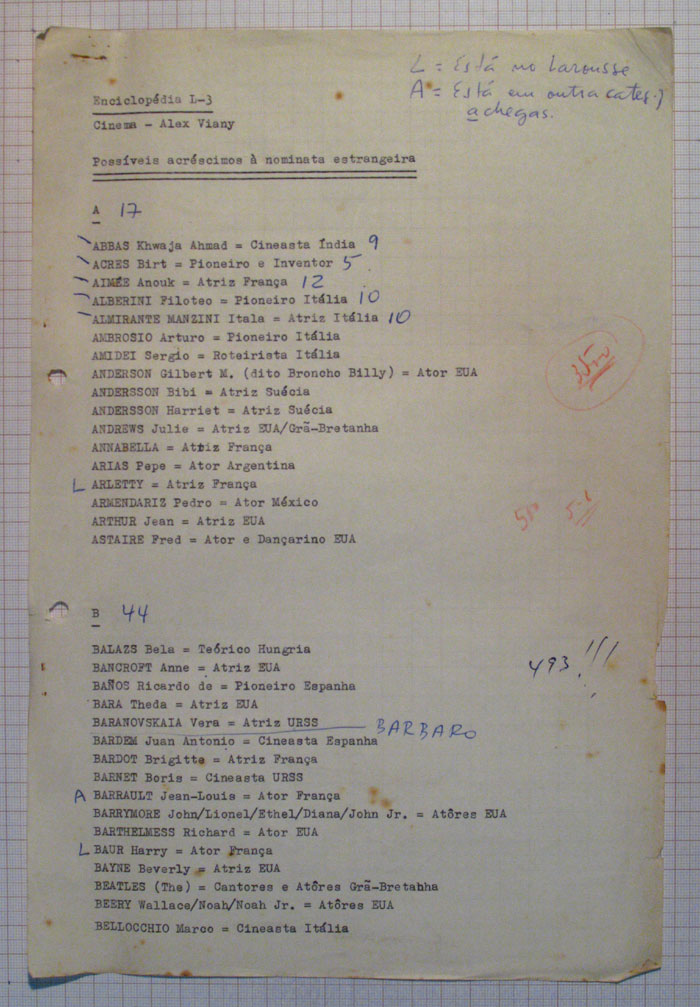 L = Está no Larousse
A = Está em outra categ.
achegas.
Enciclopédia L-3
Cinema - Alex Viany
Possíveis acréscimos à nominata estrangeira
A 17
ABBAS Khwaja Ahmad = Cineasta Índia 9
ACRES Birt = Pioneiro e Inventor 5
AIMÉE Anouk = Atriz França 12
ALBERINI Filoteo = Pioneiro Itália 10
ALMIRANTE MANZINI Itala = Atriz Itália 10
AMBROSIO Arturo = Pioneiro Itália
AMIDEI Sergio = Roteirista Itália
ANDERSON Gilbert M. (dito Broncho Billy) = Ator EUA
ANDERSSON Bibi = Atriz Suécia
ANDERSSON Harriet = Atriz Suécia
ANDREWS Julie = Atriz EUA/Grã-Bretanha
ANNABELLA = Atriz França
ARIAS Pepe = Ator Argentina
L ARLETTY = Atriz França
ARMENDARIZ Pedro = Ator México
ARTHUR Jean = Atriz EUA
ASTAIRE Fred = Ator e Dançarino EUA
B 44
BALAZS Bela = Teórico Hungria
BANCROFT Anne = Atriz EUA
493!!!
BAÑOS Ricardo de = Pioneiro Espanha
BARA Theda = Atriz EUA
BARANOVSKAIA Vera = Atriz URSS BARBARO
BARDEM Juan Antonio = Cineasta Espanha
BARDOT Brigitte = Atriz França
BARNET Boris = Cineasta URSS
A BARRAULT Jean-Louis = Ator França
BARRYMORE John/Lionel/Ethel/Diana/John Jr. = Atôres EUA
BARTHELMESS Richard = Ator EUA
L BAUR Harry = Ator França
BAYNE Beverly = Atriz EUA
BEATLES (The) = Cantores e Atôres Grã-Bretahha
BEERY Wallace/Noah/Noah Jr. = Atôres EUA
BELLOCCHIO Marco = Cineasta Itália